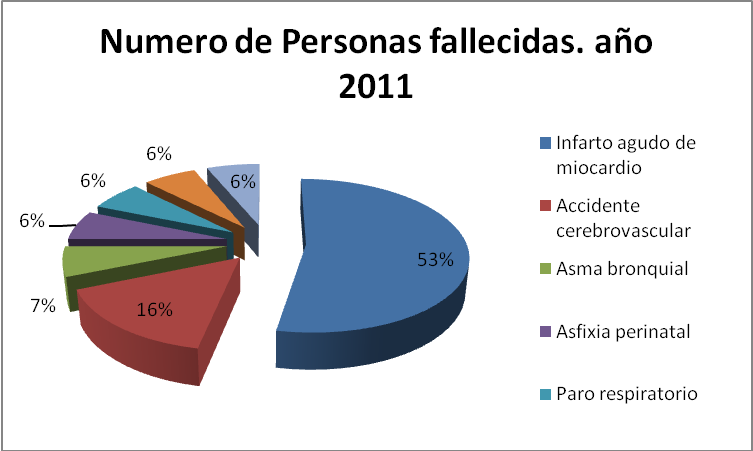 Numero de Personas fallecidas. año
2011
6%
6%
6%
6%
53%
7%
16%
Infarto agudo de
miocardio
Accidente
cerebrovascular
Asma bronquial
Asfixia perinatal
Paro respiratorio